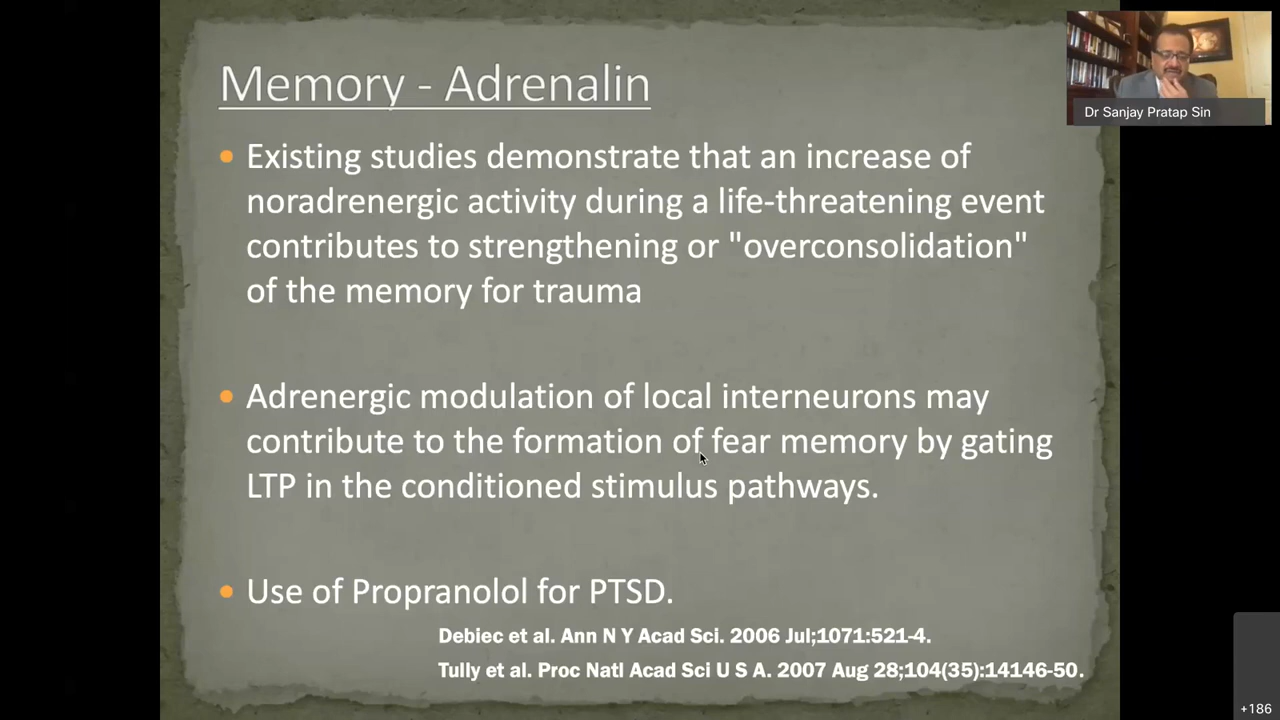 Memory - Adrenalin
Dr Sanjay Pratap Sin
• Existing studies demonstrate that an increase of
noradrenergic activity during a life-threatening event
contributes to strengthening or "overconsolidation"
of the memory for trauma
• Adrenergic modulation of local interneurons may
contribute to the formation of fear memory by gating
LTP in the conditioned stimulus pathways.
• Use of Propranolol for PTSD.
Debiec et al. Ann N Y Acad Sci. 2006 Jul;1071:521-4.
Tully et al. Proc Natl Acad Sci U S A. 2007 Aug 28;104(35):14146-50.
+186